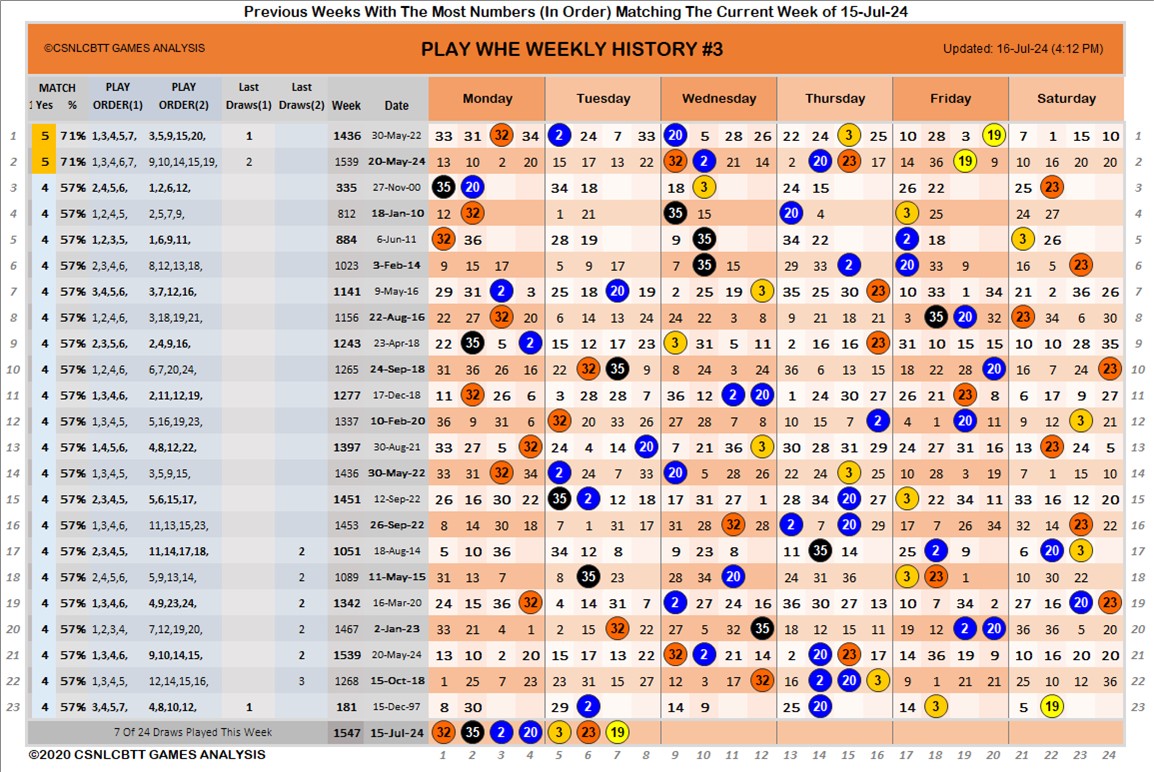 Previous Weeks With The Most Numbers (In Order) Matching The Current Week of 15-Jul-24
©CSNLCBTT GAMES ANALYSIS PLAY WHE WEEKLY HISTORY #3 Updated: 16-Jul-24 (4:12 PM)
MATCH PLAY PLAY Last Last
1 Yes % ORDER(1) ORDER(2) Draws(1) Draws(2) Week Date Monday Tuesday Wednesday Thursday Friday Saturday
1 5 71% 1,3,4,5,7, 3,5,9,15,20, 1 1436 30-May-22 33 31 32 34 2 24 7 33 20 5 28 26 22 24 3 25 10 28 3 19 7 1 15 10 1
2 5 71% 1,3,4,6,7, 9,10,14,15,19, 2 1539 20-May-24 13 10 2 20 15 17 13 22 32 2 21 14 2 20 23 17 14 36 19 9 10 16 20 20 2
3 4 57% 2,4,5,6, 1,2,6,12, 335 27-Nov-00 35 20 34 18 18 3 24 15 26 22 25 23 3
4 4 57% 1,2,4,5, 2,5,7,9, 812 18-Jan-10 12 32 1 21 35 15 20 4 3 25 24 27 4
5 4 57% 1,2,3,5, 1,6,9,11, 884 6-Jun-11 32 36 28 19 9 35 34 22 2 18 3 26 5
6 4 57% 2,3,4,6, 8,12,13,18, 1023 3-Feb-14 9 15 17 5 9 17 7 35 15 29 33 2 20 33 9 16 5 23 6
7 4 57% 3,4,5,6, 3,7,12,16, 1141 9-May-16 29 31 2 3 25 18 20 19 2 25 19 3 35 25 30 23 10 33 1 34 21 2 36 26 7
8 4 57% 1,2,4,6, 3,18,19,21, 1156 22-Aug-16 22 27 32 20 6 14 13 24 24 22 3 8 9 21 18 21 3 35 20 32 23 34 6 30 8
9 4 57% 2,3,5,6, 2,4,9,16, 1243 23-Apr-18 22 35 5 2 15 12 17 23 3 31 5 11 2 16 16 23 31 10 15 15 10 10 28 35 9
10 4 57% 1,2,4,6, 6,7,20,24, 1265 24-Sep-18 31 36 26 16 22 32 35 9 8 24 3 24 36 6 13 15 18 22 28 20 16 7 24 23 10
11 4 57% 1,3,4,6, 2,11,12,19, 1277 17-Dec-18 11 32 26 6 3 28 28 7 36 12 2 20 1 24 30 27 26 21 23 8 6 17 9 27 11
12 4 57% 1,3,4,5, 5,16,19,23, 1337 10-Feb-20 36 9 31 6 32 20 33 26 27 28 7 8 10 15 7 2 4 1 20 11 9 12 3 21 12
13 4 57% 1,4,5,6, 4,8,12,22, 1397 30-Aug-21 33 27 5 32 24 4 14 20 7 21 36 3 30 28 31 29 24 27 31 16 13 23 24 5 13
14 4 57% 1,3,4,5, 3,5,9,15, 1436 30-May-22 33 31 32 34 2 24 7 33 20 5 28 26 22 24 3 25 10 28 3 19 7 1 15 10 14
15 4 57% 2,3,4,5, 5,6,15,17, 1451 12-Sep-22 26 16 30 22 35 2 12 18 17 31 27 1 28 34 20 27 3 22 34 11 33 16 12 20 15
16 4 57% 1,3,4,6, 11,13,15,23, 1453 26-Sep-22 8 14 30 18 7 1 31 17 31 28 32 28 2 7 20 29 17 7 26 34 32 14 23 22 16
17 4 57% 2,3,4,5, 11,14,17,18, 2 1051 18-Aug-14 5 10 36 34 12 8 9 23 8 11 35 14 25 2 9 6 20 3 17
18 4 57% 2,4,5,6, 5,9,13,14, 2 1089 11-May-15 31 13 7 8 35 23 28 34 20 24 31 36 3 23 1 10 30 22 18
19 4 57% 1,3,4,6, 4,9,23,24, 2 1342 16-Mar-20 24 15 36 32 4 14 31 7 2 27 24 16 36 30 27 13 10 7 34 2 27 16 20 23 19
20 4 57% 1,2,3,4, 7,12,19,20, 2 1467 2-Jan-23 33 21 4 1 2 15 32 22 27 5 32 35 18 12 15 11 19 12 2 20 36 36 5 20 20
21 4 57% 1,3,4,6, 9,10,14,15, 2 1539 20-May-24 13 10 2 20 15 17 13 22 32 2 21 14 2 20 23 17 14 36 19 9 10 16 20 20 21
22 4 57% 1,3,4,5, 12,14,15,16, 3 1268 15-Oct-18 1 25 7 23 23 31 15 27 12 3 17 32 16 2 20 3 9 1 21 21 25 10 12 36 22
23 4 57% 3,4,5,7, 4,8,10,12, 1 181 15-Dec-97 8 30 29 2 14 9 25 20 14 3 5 19 23
7 Of 24 Draws Played This Week 1547 15-Jul-24 32 35 2 20 3 23 19
©2020 CSNLCBTT GAMES ANALYSIS 1 2 3 4 5 6 7 8 9 10 11 12 13 14 15 16 17 18 19 20 21 22 23 24